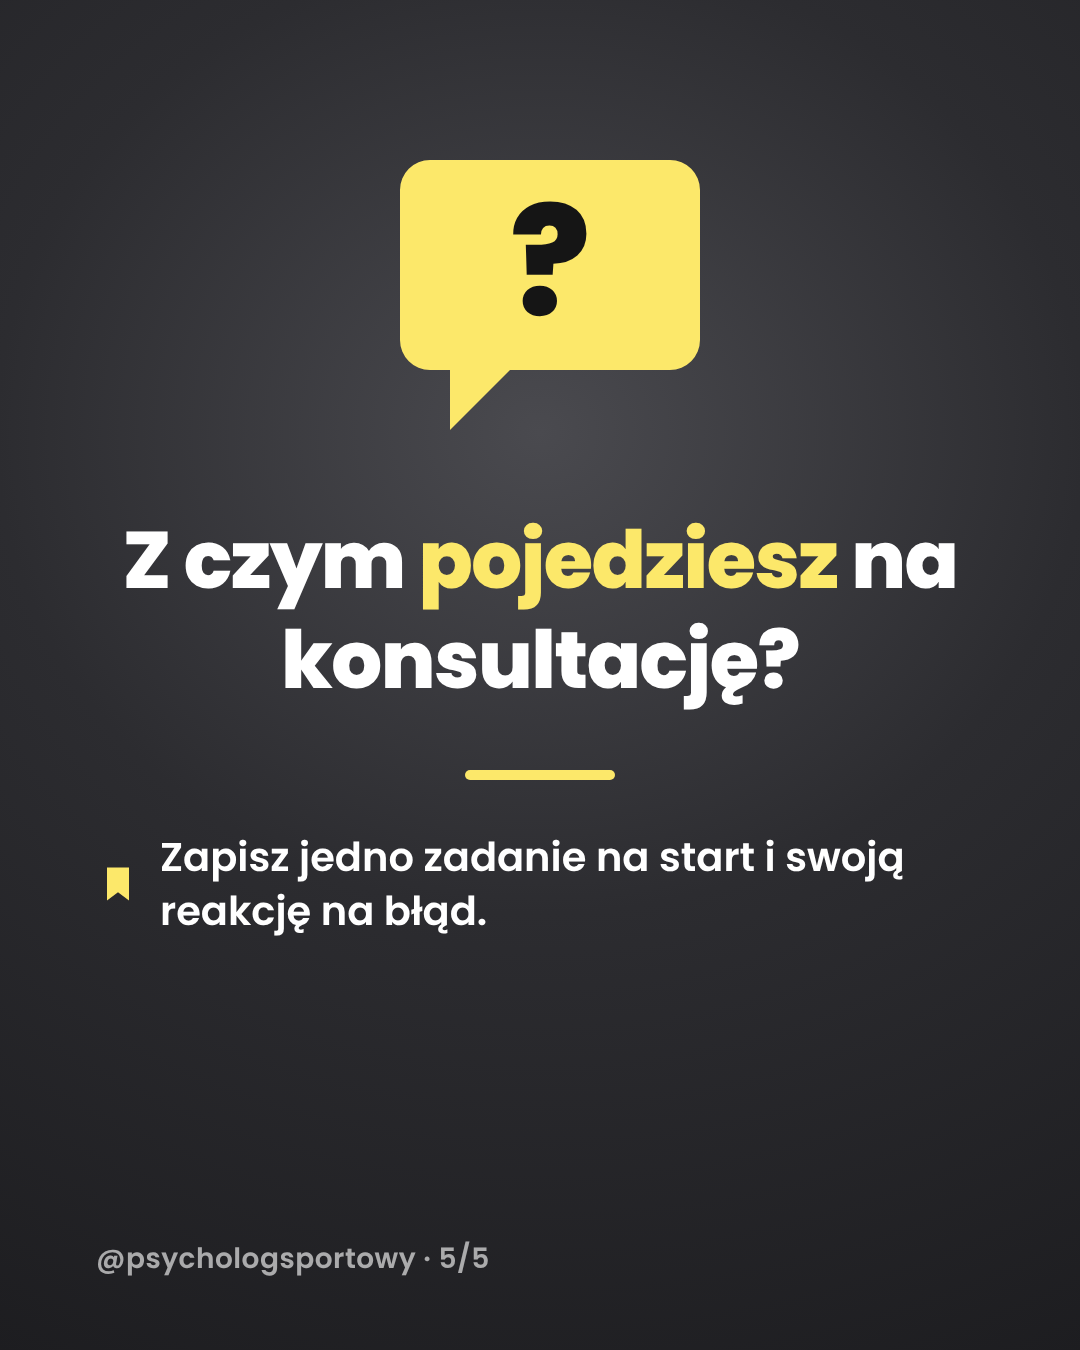 ?
Z czym pojedziesz na
konsultację?
Zapisz jedno zadanie na start i swoją
reakcję na błąd.
@psychologsportowy · 5/5